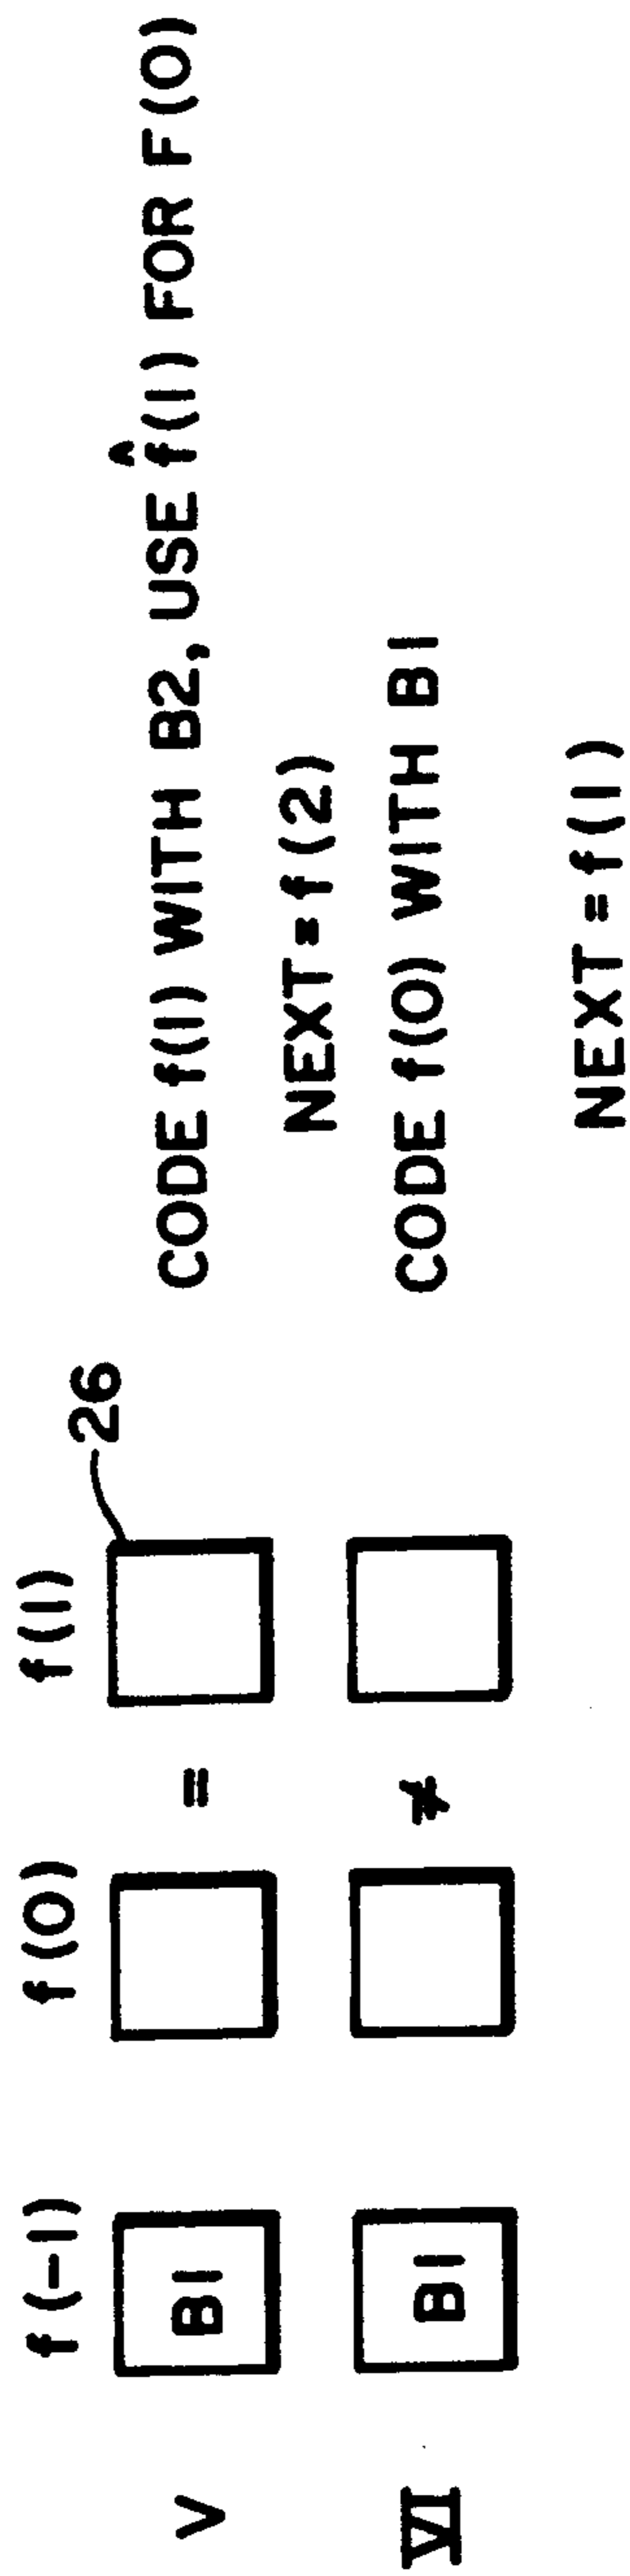 f(-1) f(0) f(1)
26
V B1 = CODE f(1) WITH B2, USE f̂(1) FOR F(0)
NEXT = f(2)
VI B1 ≠ CODE f(0) WITH B1
NEXT = f(1)